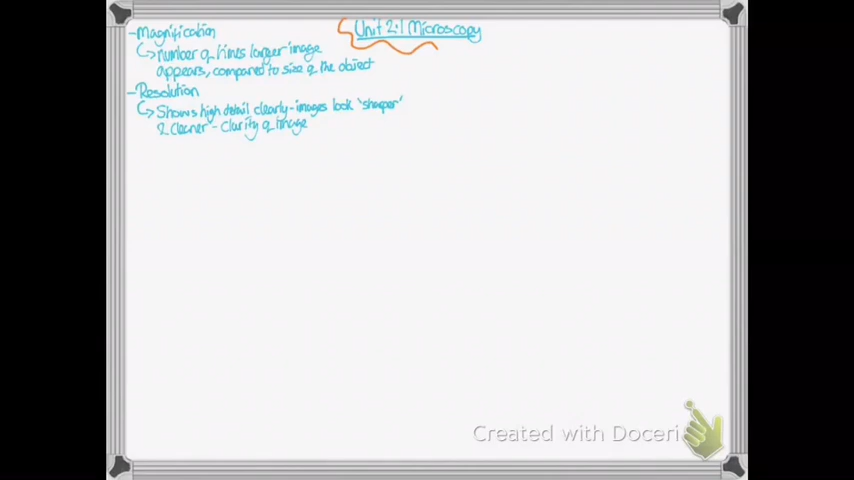 Unit 2.1 Microscopy
- Magnification
↳ number of times larger image
appears, compared to size of the object
- Resolution
↳ Shows high detail clearly - images look 'sharper'
& cleaner - clarity of image
Created with Doceri